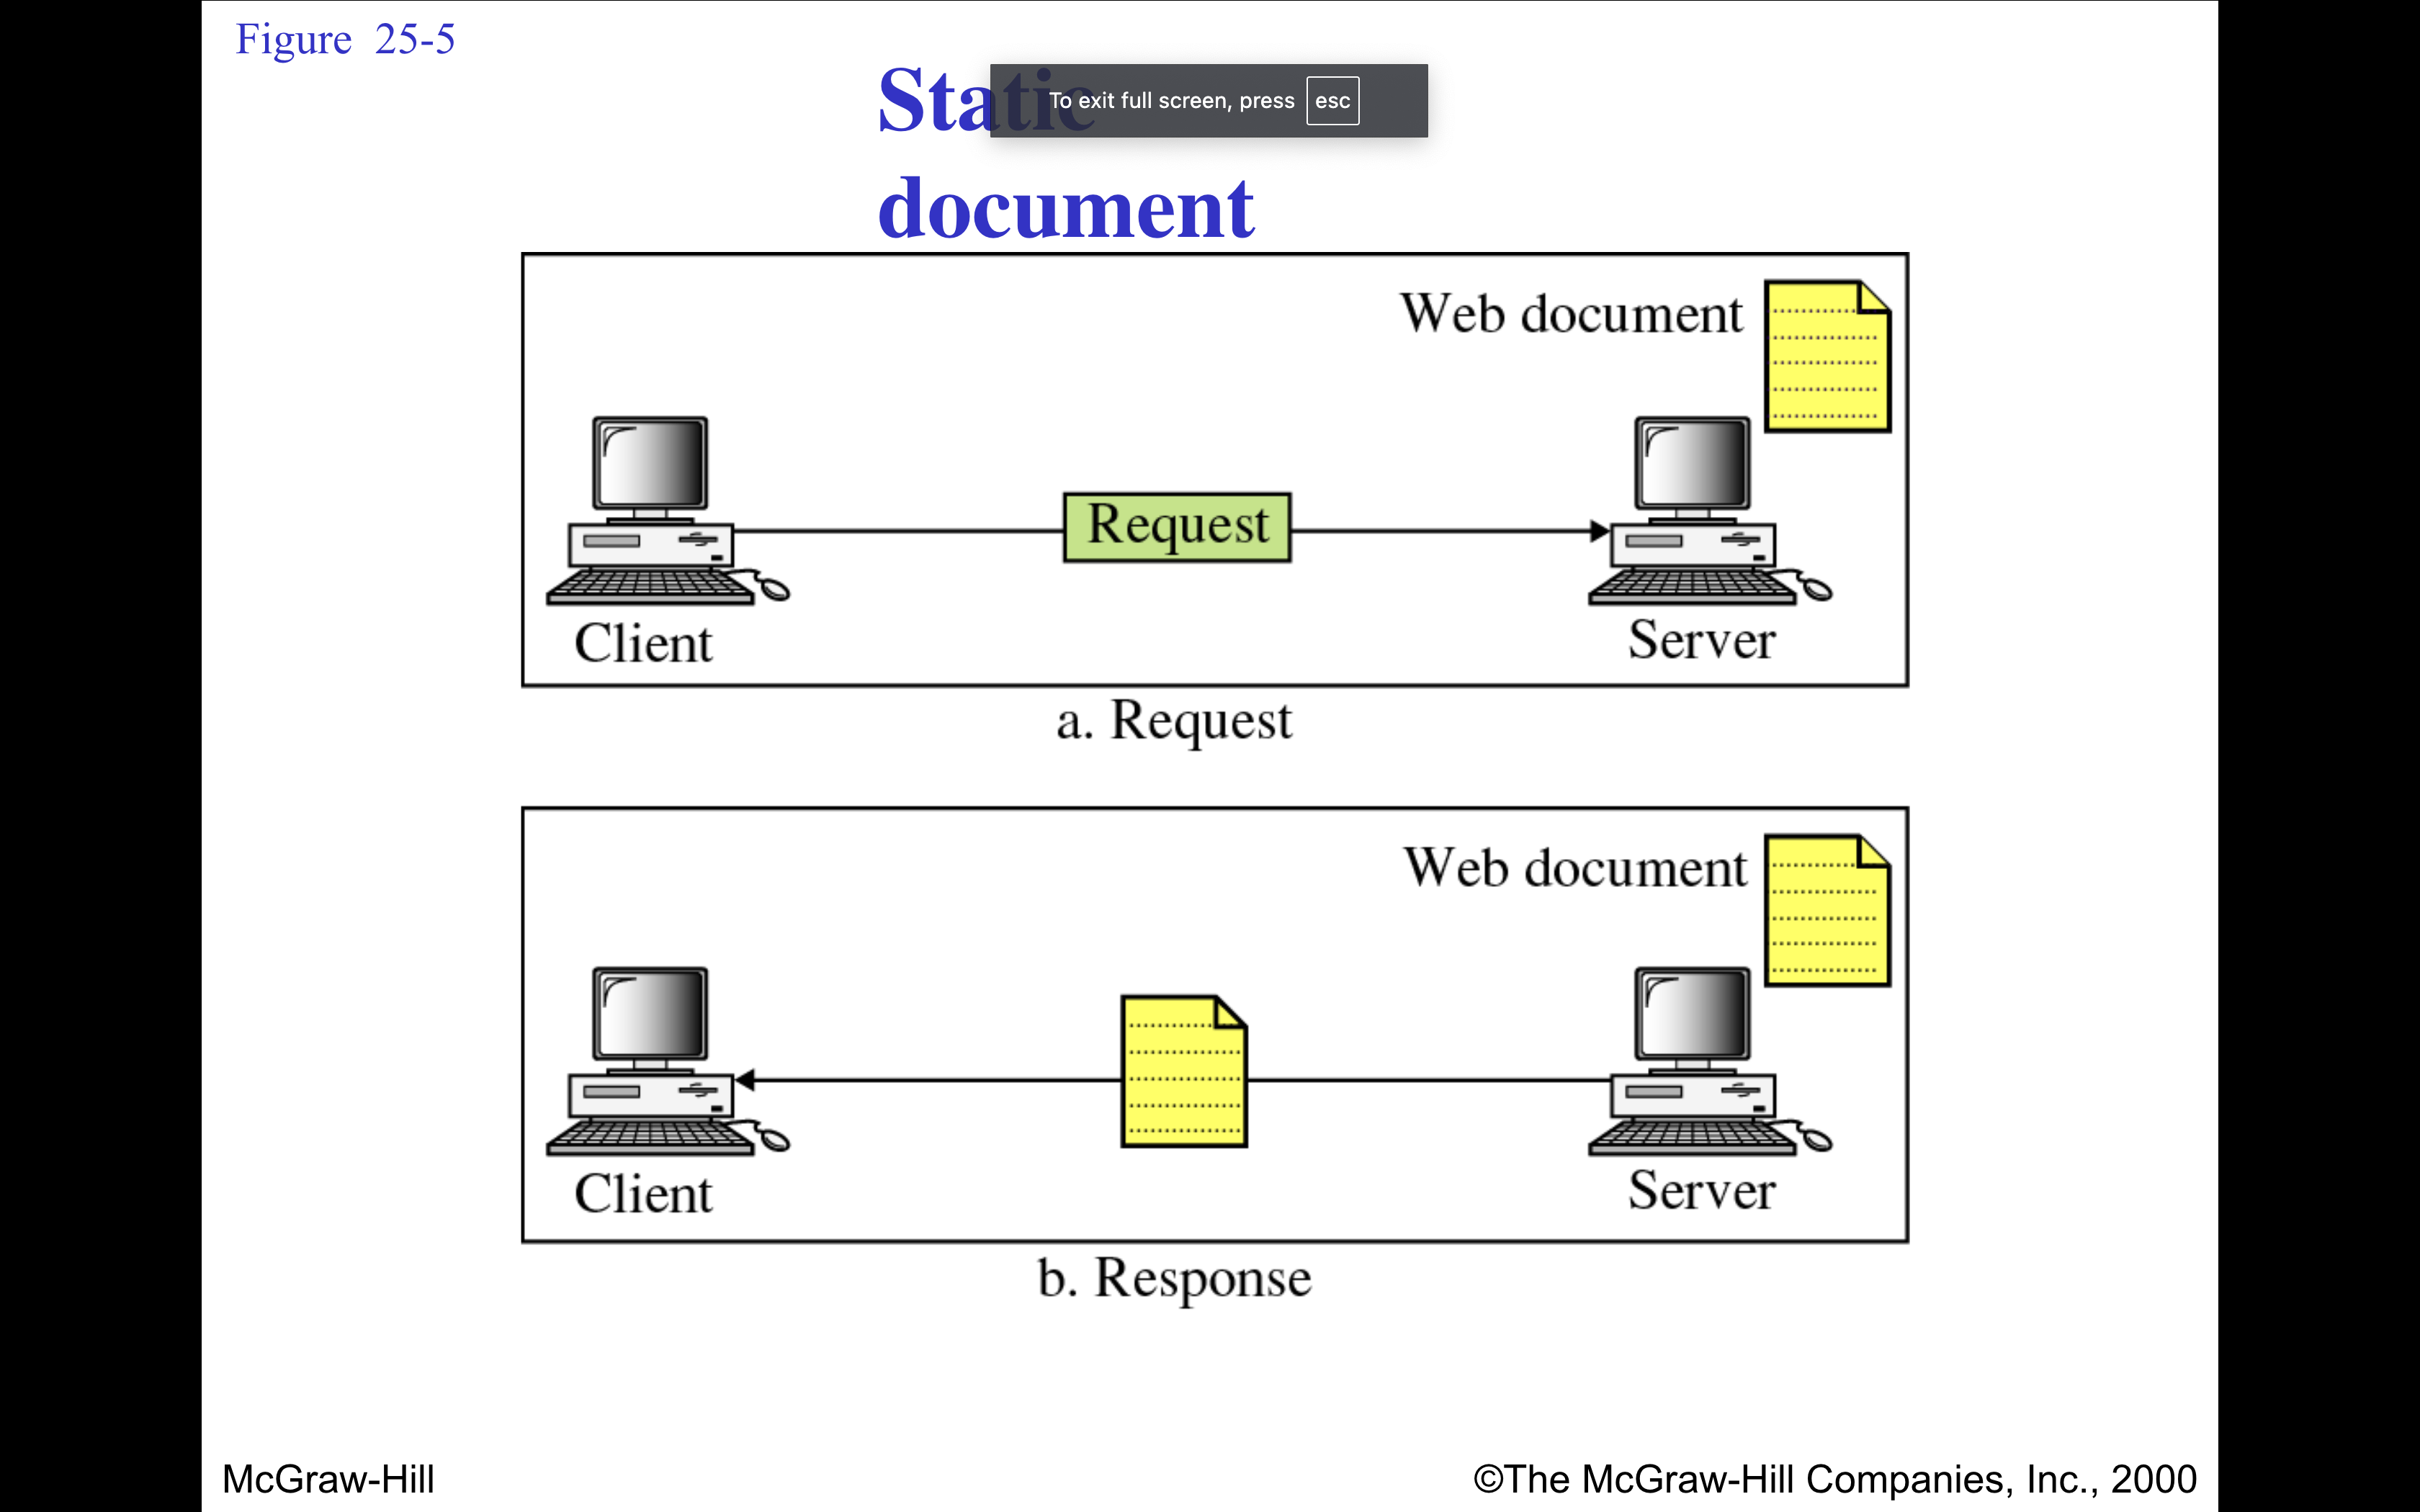 Figure 25-5
Static
To exit full screen, press esc
document
Web document
Request
Client
Server
a. Request
Web document
Client
Server
b. Response
McGraw-Hill
©The McGraw-Hill Companies, Inc., 2000